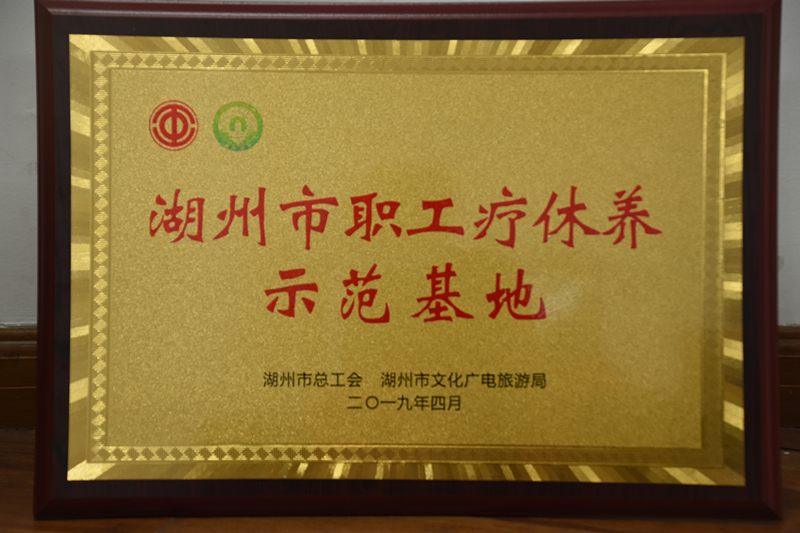 湖州市职工疗休养
示范基地
湖州市总工会　湖州市文化广电旅游局
二〇一九年四月